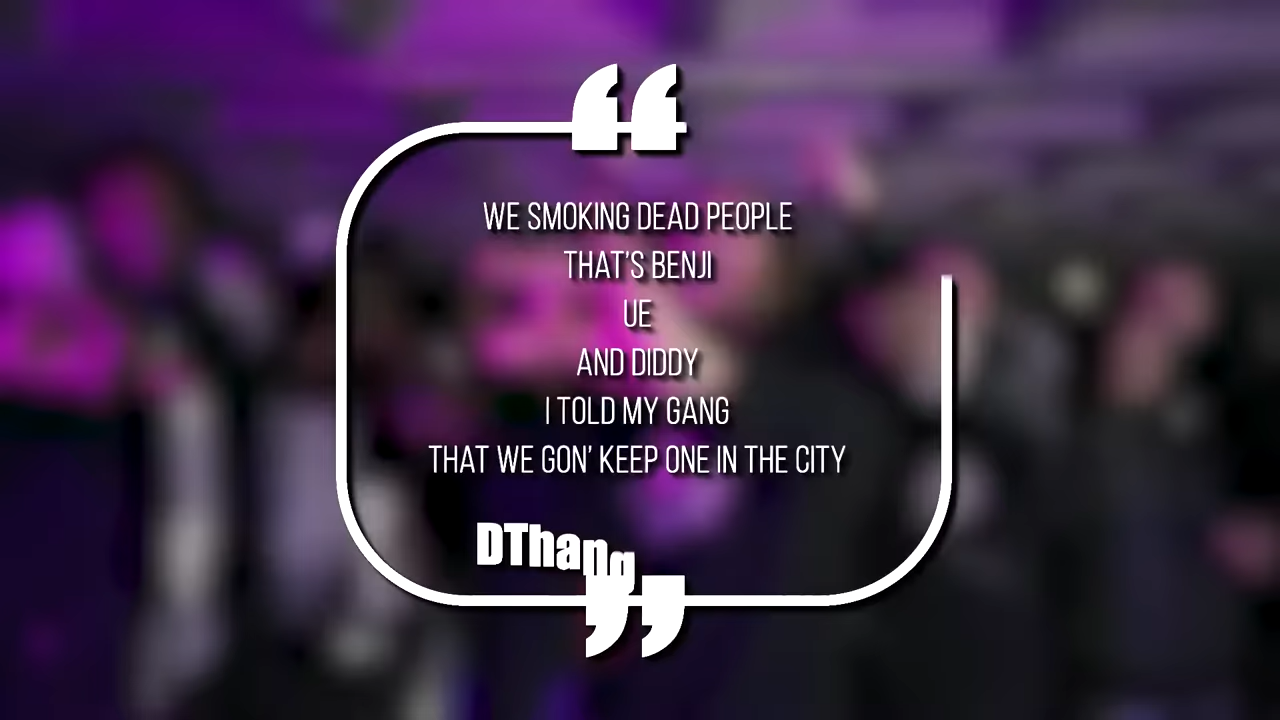 “
WE SMOKING DEAD PEOPLE
THAT’S BENJI
UE
AND DIDDY
I TOLD MY GANG
THAT WE GON’ KEEP ONE IN THE CITY
DThang
”